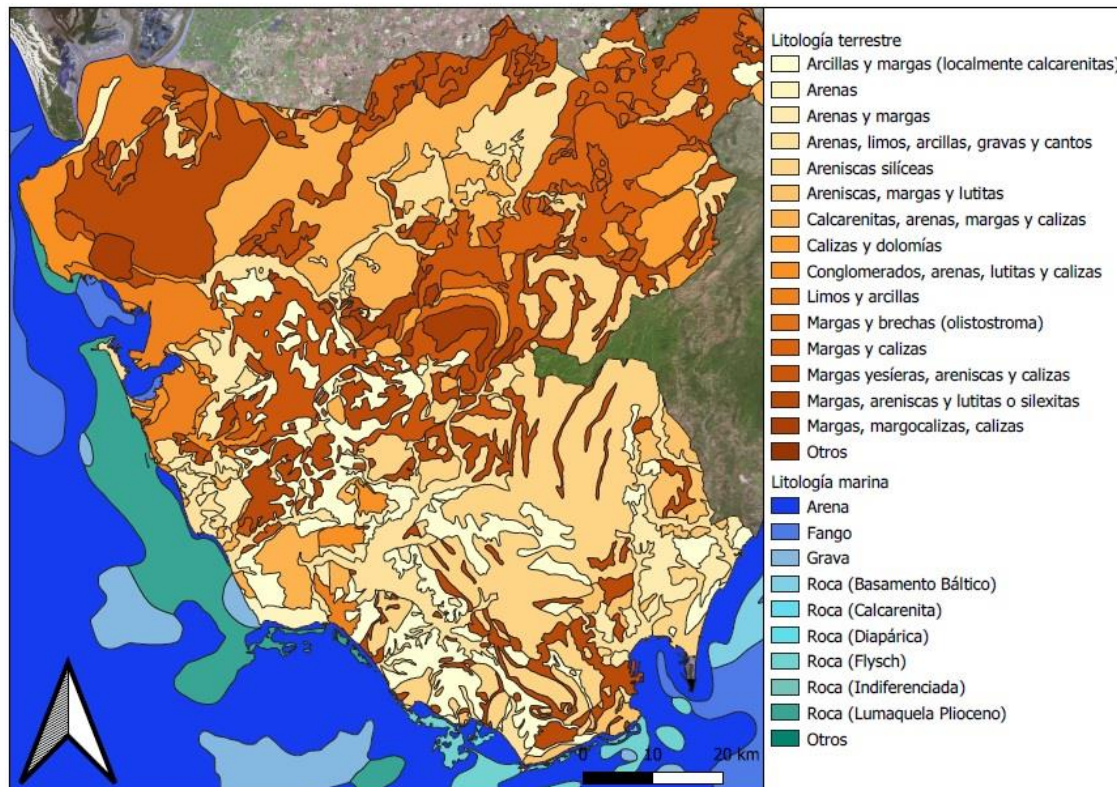 Litología terrestre
Arcillas y margas (localmente calcarenitas)
Arenas
Arenas y margas
Arenas, limos, arcillas, gravas y cantos
Areniscas silíceas
Areniscas, margas y lutitas
Calcarenitas, arenas, margas y calizas
Calizas y dolomías
Conglomerados, arenas, lutitas y calizas
Limos y arcillas
Margas y brechas (olistostroma)
Margas y calizas
Margas yesíeras, areniscas y calizas
Margas, areniscas y lutitas o silexitas
Margas, margocalizas, calizas
Otros
Litología marina
Arena
Fango
Grava
Roca (Basamento Báltico)
Roca (Calcarenita)
Roca (Diapárica)
Roca (Flysch)
Roca (Indiferenciada)
Roca (Lumaquela Plioceno)
Otros
0 10 20 km